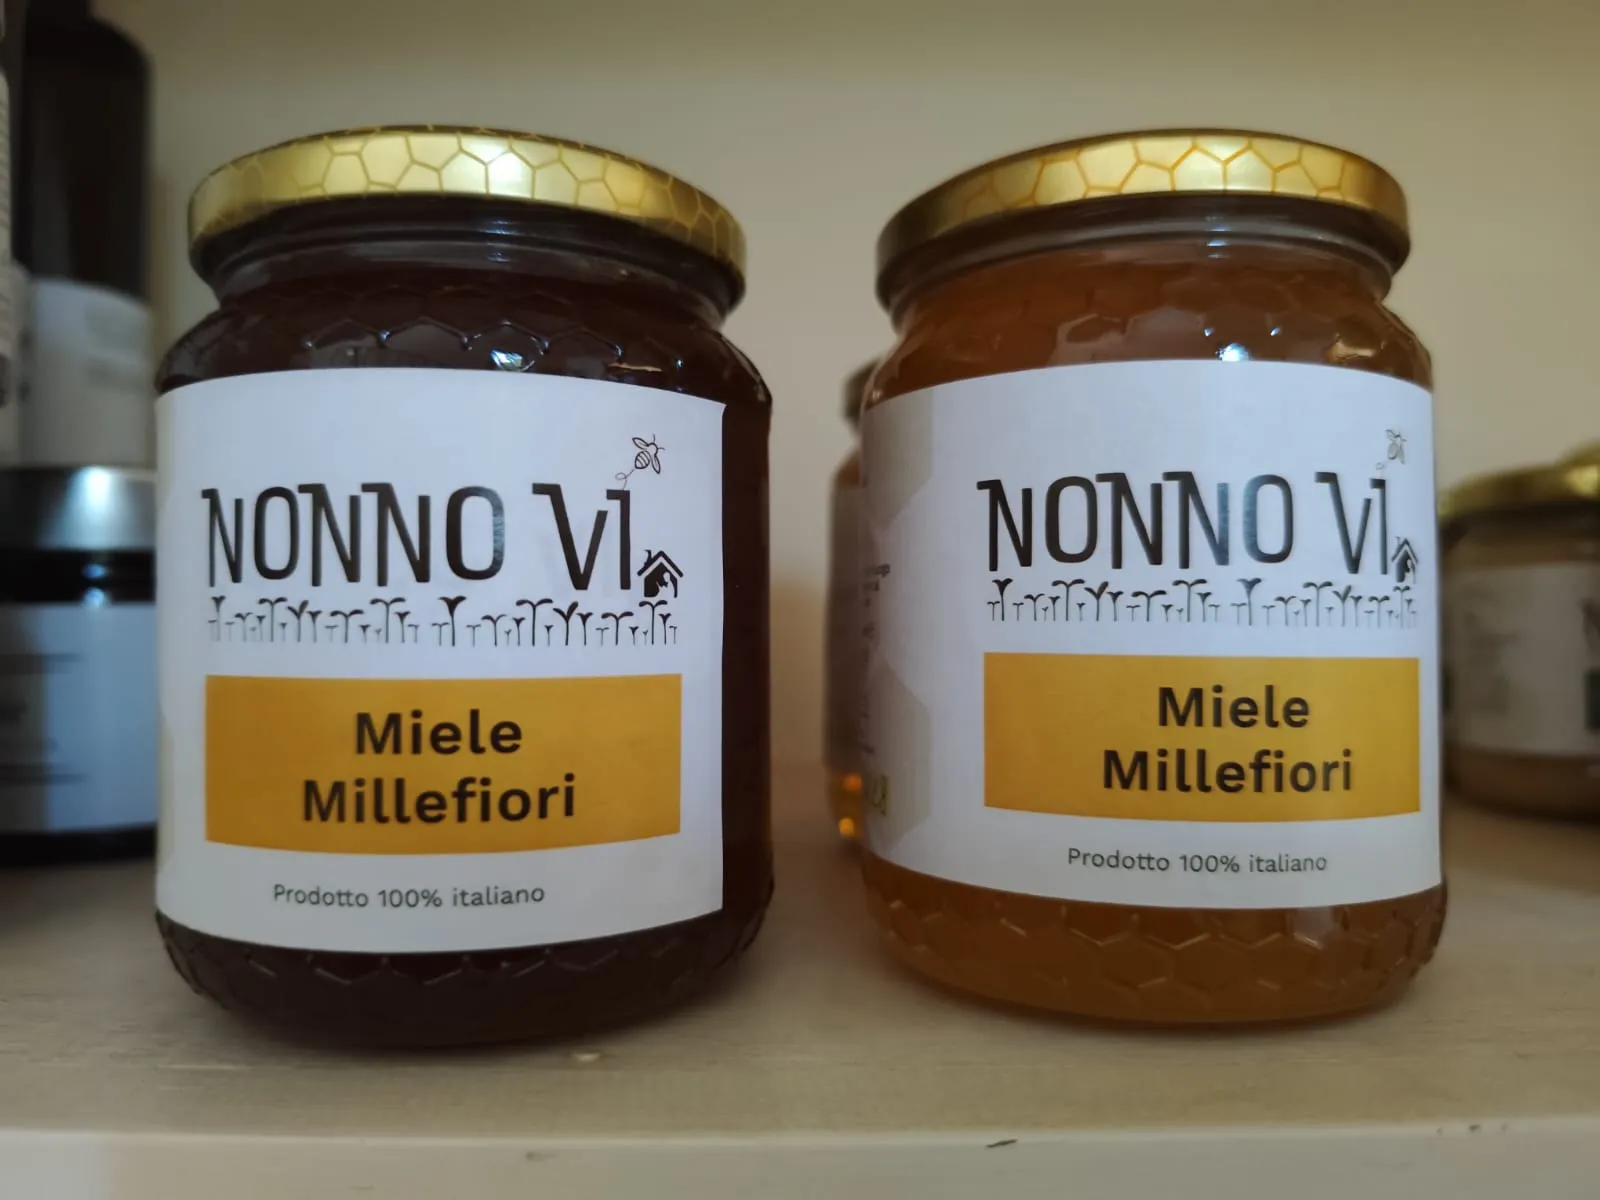 NONNO VI
Miele
Millefiori
Prodotto 100% italiano
NONNO VI
Miele
Millefiori
Prodotto 100% italiano